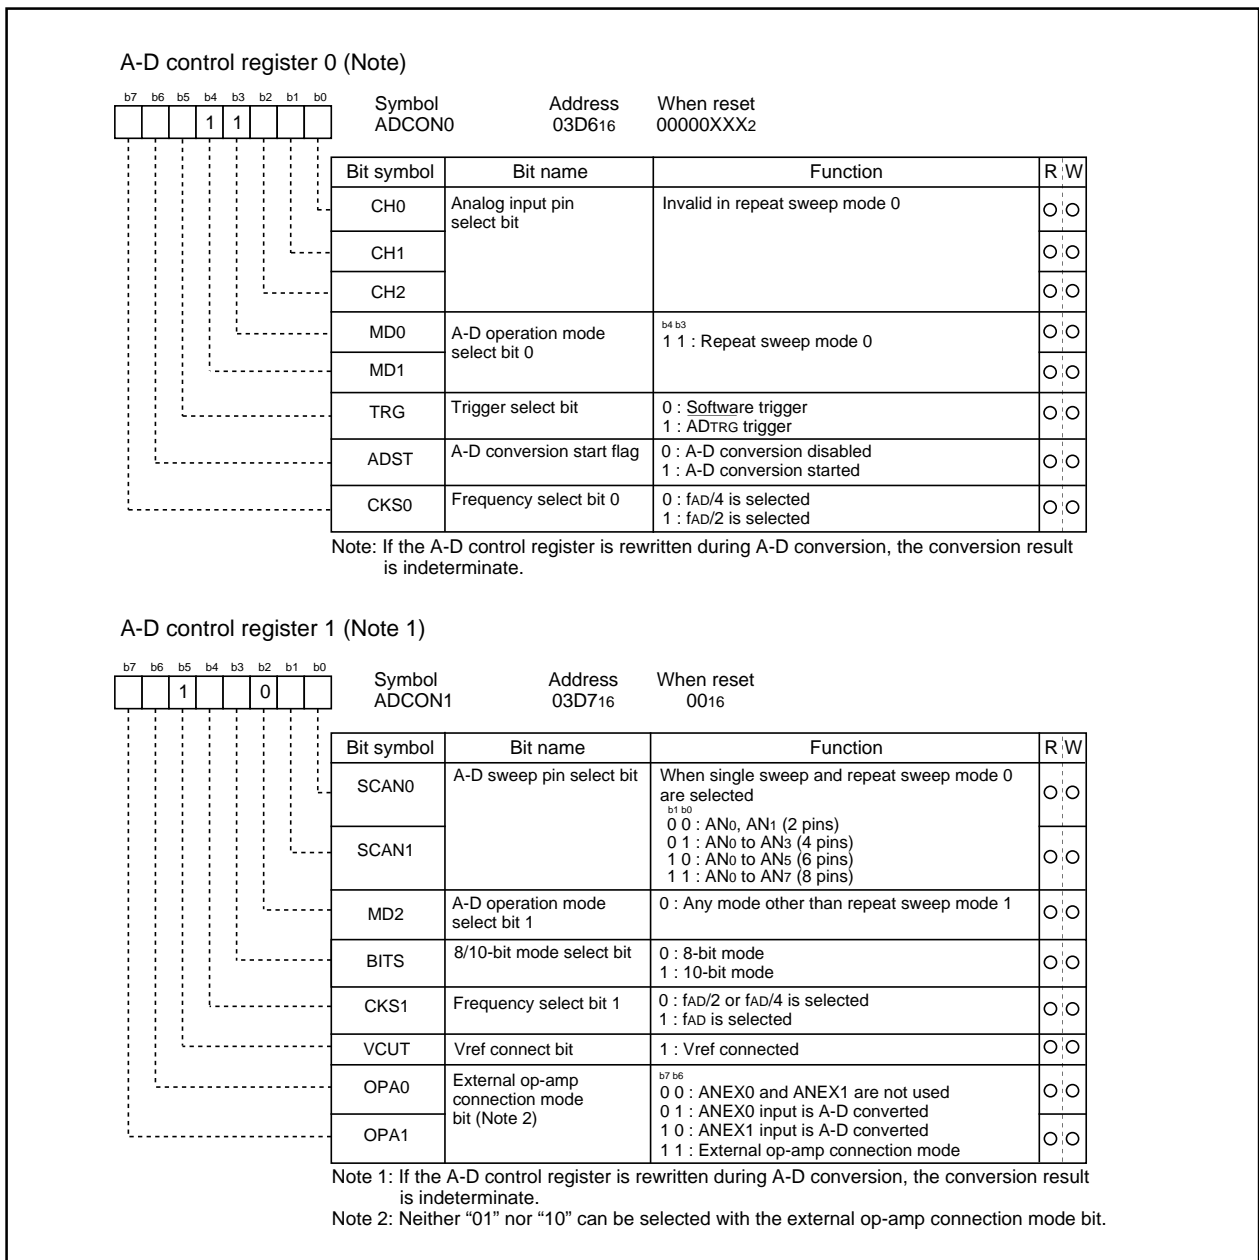 A-D control register 0 (Note)
b7 b6 b5 b4 b3 b2 b1 b0
1 1
Symbol Address When reset
ADCON0 03D616 00000XXX2
Bit symbol Bit name Function R W
CH0 Analog input pin select bit Invalid in repeat sweep mode 0
CH1
CH2
MD0 A-D operation mode select bit 0 b4 b3
1 1 : Repeat sweep mode 0
MD1
TRG Trigger select bit 0 : Software trigger
1 : ADTRG trigger
ADST A-D conversion start flag 0 : A-D conversion disabled
1 : A-D conversion started
CKS0 Frequency select bit 0 0 : fAD/4 is selected
1 : fAD/2 is selected
Note: If the A-D control register is rewritten during A-D conversion, the conversion result
is indeterminate.
A-D control register 1 (Note 1)
b7 b6 b5 b4 b3 b2 b1 b0
1 0
Symbol Address When reset
ADCON1 03D716 0016
Bit symbol Bit name Function R W
SCAN0 A-D sweep pin select bit When single sweep and repeat sweep mode 0
are selected
b1 b0
0 0 : AN0, AN1 (2 pins)
0 1 : AN0 to AN3 (4 pins)
1 0 : AN0 to AN5 (6 pins)
1 1 : AN0 to AN7 (8 pins)
SCAN1
MD2 A-D operation mode select bit 1 0 : Any mode other than repeat sweep mode 1
BITS 8/10-bit mode select bit 0 : 8-bit mode
1 : 10-bit mode
CKS1 Frequency select bit 1 0 : fAD/2 or fAD/4 is selected
1 : fAD is selected
VCUT Vref connect bit 1 : Vref connected
OPA0 External op-amp connection mode bit (Note 2) b7 b6
0 0 : ANEX0 and ANEX1 are not used
0 1 : ANEX0 input is A-D converted
1 0 : ANEX1 input is A-D converted
1 1 : External op-amp connection mode
OPA1
Note 1: If the A-D control register is rewritten during A-D conversion, the conversion result
is indeterminate.
Note 2: Neither “01” nor “10” can be selected with the external op-amp connection mode bit.